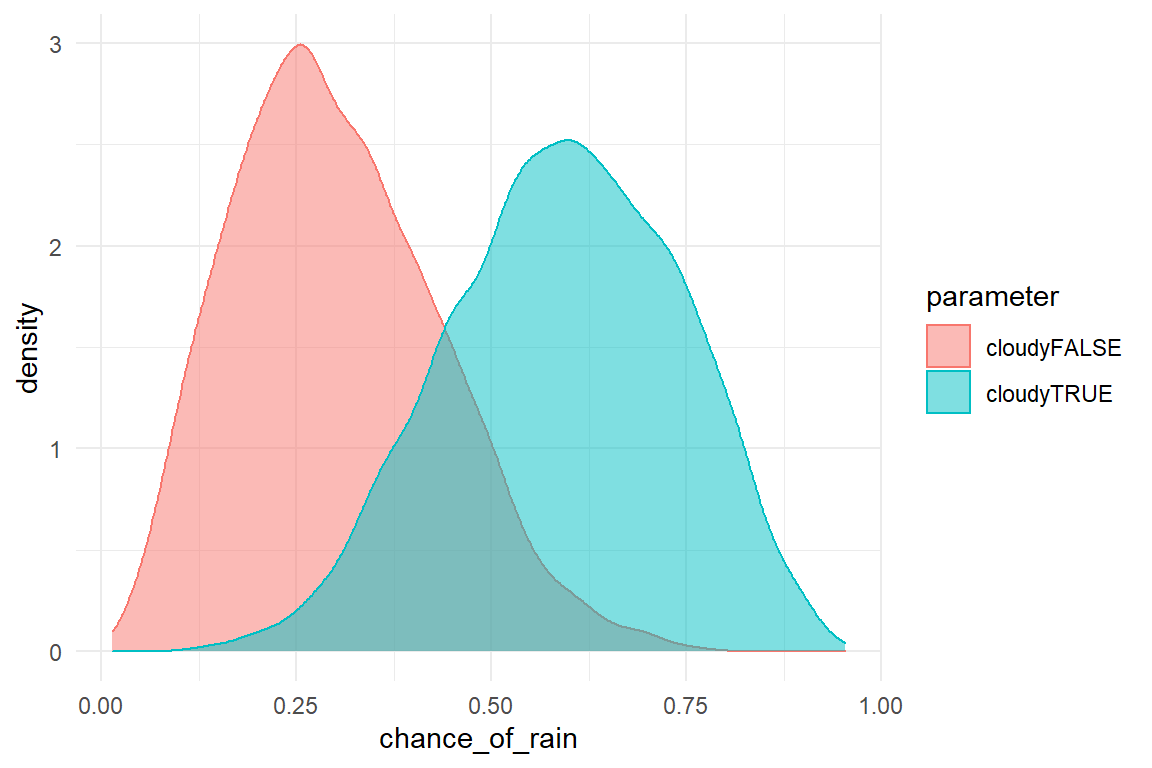 3
2
1
0
density
0.00 0.25 0.50 0.75 1.00
chance_of_rain
parameter
cloudyFALSE
cloudyTRUE